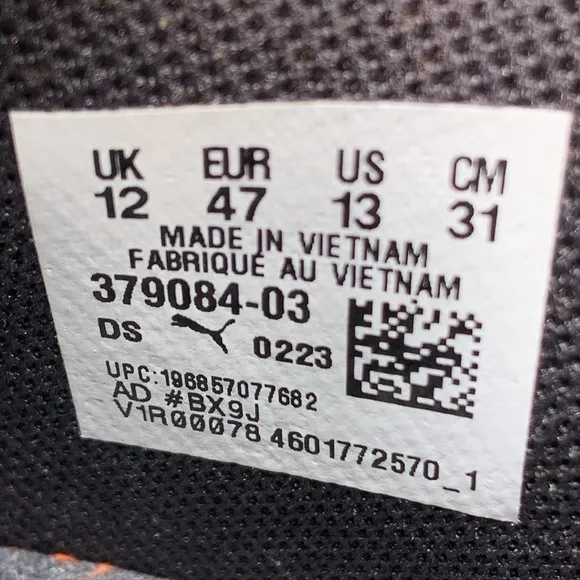 UK EUR US CM
12 47 13 31
MADE IN VIETNAM
FABRIQUE AU VIETNAM
379084-03
DS 0223
UPC:196857077682
AD #BX9J
V1R00078 4601772570_1